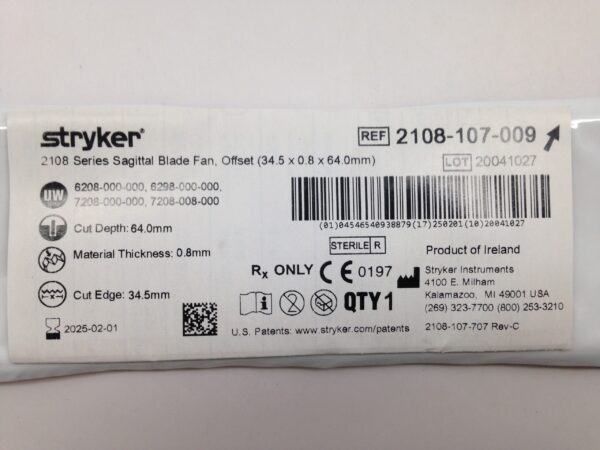 stryker®
REF 2108-107-009
2108 Series Sagittal Blade Fan, Offset (34.5 x 0.8 x 64.0mm)
LOT 20041027
UW
6208-000-000, 6298-000-000,
7208-000-000, 7208-008-000
Cut Depth: 64.0mm
Material Thickness: 0.8mm
Cut Edge: 34.5mm
2025-02-01
(01)04546540938879(17)250201(10)20041027
STERILE R
Rx ONLY CE 0197
QTY 1
U.S. Patents: www.stryker.com/patents
Product of Ireland
Stryker Instruments
4100 E. Milham
Kalamazoo, MI 49001 USA
(269) 323-7700 (800) 253-3210
2108-107-707 Rev-C